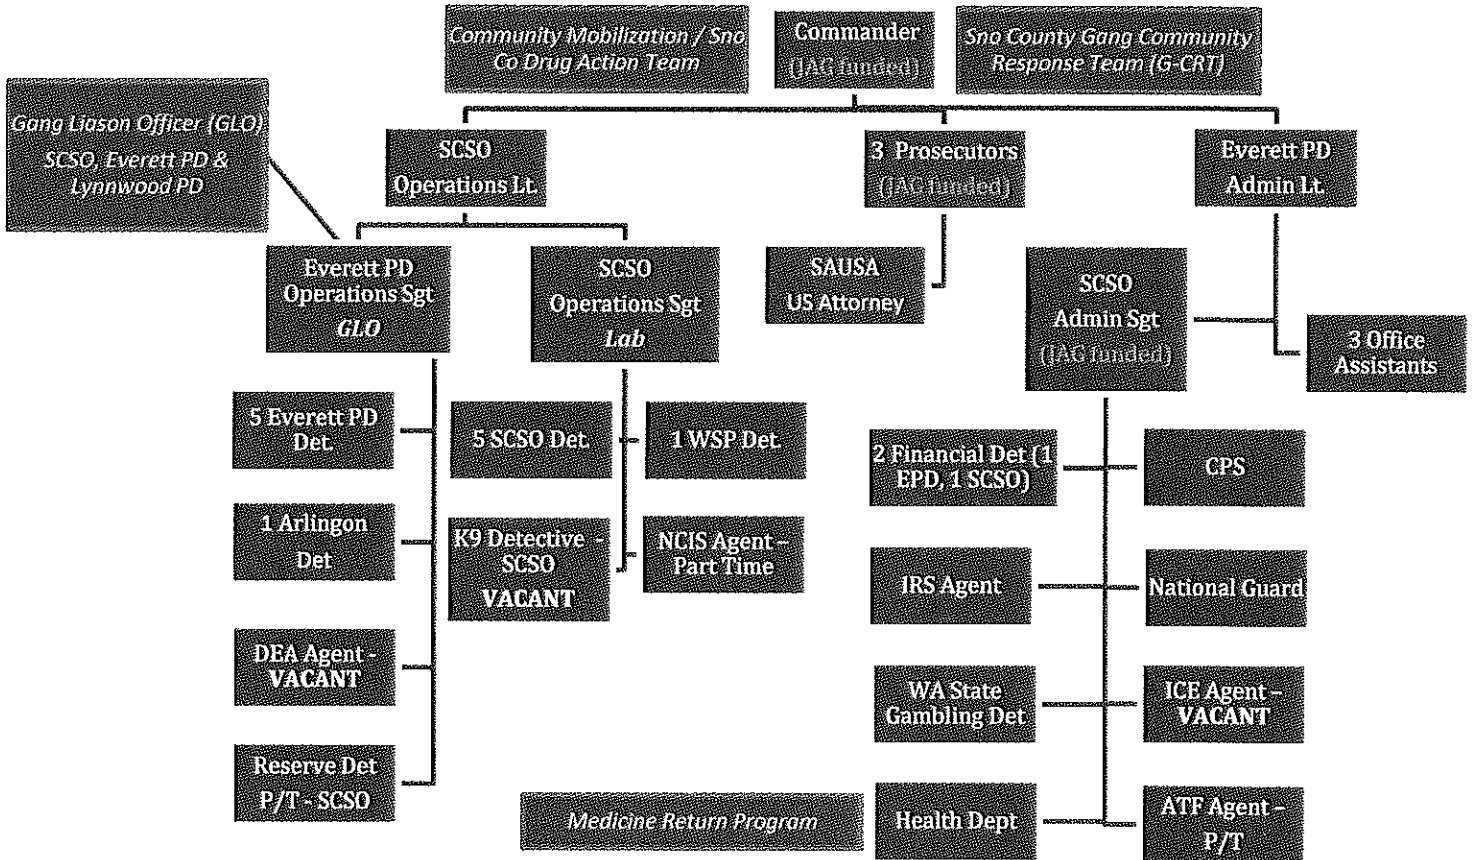 Community Mobilization / Sno
Co Drug Action Team
Commander
(JAG funded)
Sno County Gang Community
Response Team (G-CRT)
Gang Liason Officer (GLO)
SCSO, Everett PD &
Lynnwood PD
SCSO
Operations Lt.
3 Prosecutors
(JAG funded)
Everett PD
Admin Lt.
Everett PD
Operations Sgt
GLO
SCSO
Operations Sgt
Lab
SAUSA
US Attorney
SCSO
Admin Sgt
(JAG funded)
3 Office
Assistants
5 Everett PD
Det.
5 SCSO Det.
1 WSP Det.
2 Financial Det (1
EPD, 1 SCSO)
CPS
1 Arlingon
Det
K9 Detective -
SCSO
VACANT
NCIS Agent –
Part Time
IRS Agent
National Guard
DEA Agent -
VACANT
WA State
Gambling Det
ICE Agent –
VACANT
Reserve Det
P/T - SCSO
Medicine Return Program
Health Dept
ATF Agent –
P/T